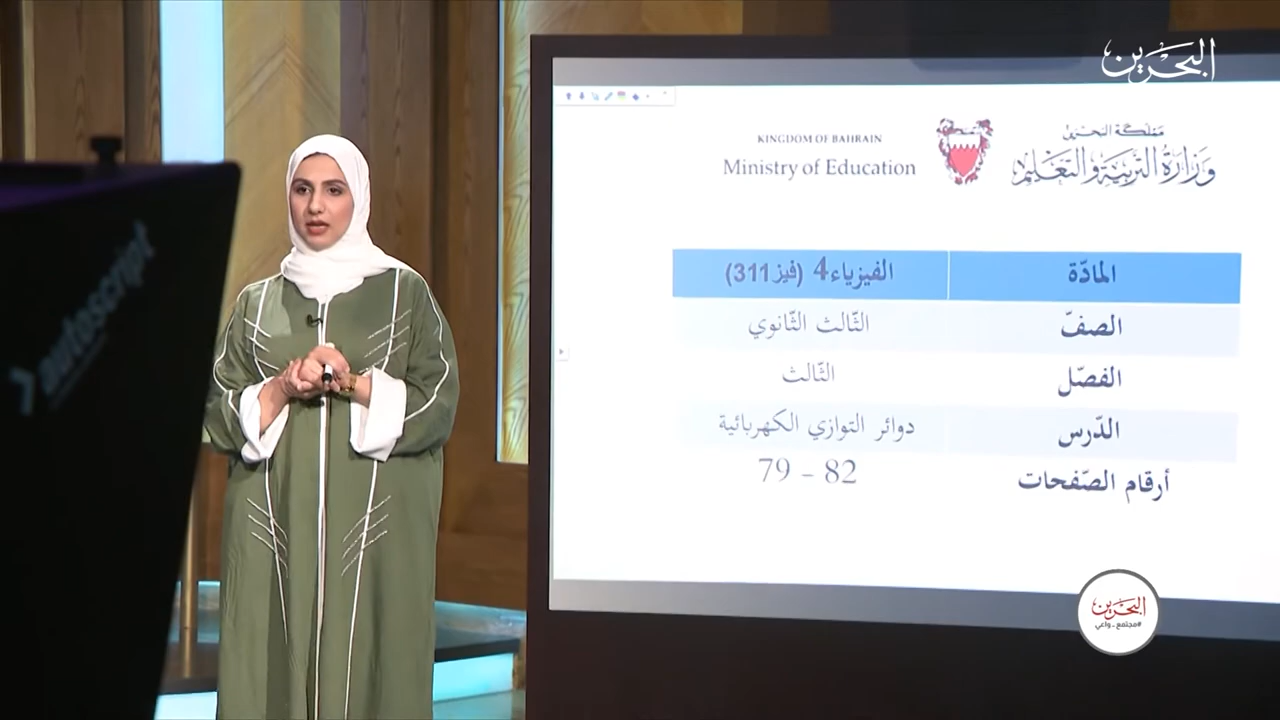 البحرين
مملكة البحرين
وزارة التربية والتعليم
KINGDOM OF BAHRAIN
Ministry of Education
المادّة الفيزياء4 (فيز311)
الصفّ الثّالث الثّانوي
الفصّل الثّالث
الدّرس دوائر التوازي الكهربائية
أرقام الصّفحات 79 - 82
autoscript
البحرين
#مجتمع_واعي